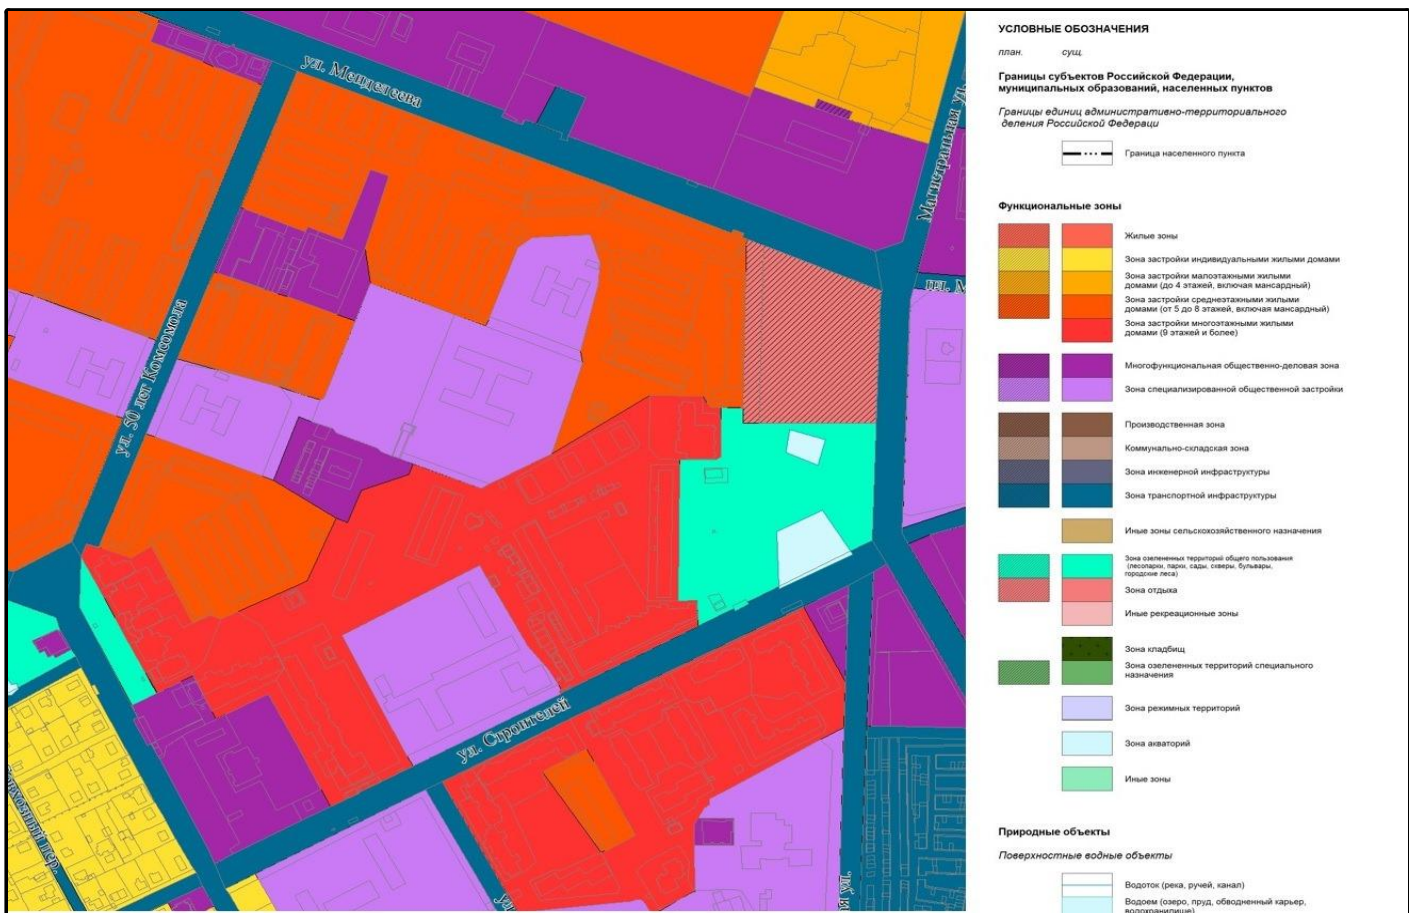 ул. Менделеева
Магистральная ул.
пл. М
ул. 50 лет Комсомола
ул. Строителей
пер.
ул.
УСЛОВНЫЕ ОБОЗНАЧЕНИЯ
план. сущ.
Границы субъектов Российской Федерации,
муниципальных образований, населенных пунктов
Границы единиц административно-территориального
деления Российской Федераци
Граница населенного пункта
Функциональные зоны
Жилые зоны
Зона застройки индивидуальными жилыми домами
Зона застройки малоэтажными жилыми
домами (до 4 этажей, включая мансардный)
Зона застройки среднеэтажными жилыми
домами (от 5 до 8 этажей, включая мансардный)
Зона застройки многоэтажными жилыми
домами (9 этажей и более)
Многофункциональная общественно-деловая зона
Зона специализированной общественной застройки
Производственная зона
Коммунально-складская зона
Зона инженерной инфраструктуры
Зона транспортной инфраструктуры
Иные зоны сельскохозяйственного назначения
Зона озелененных территорий общего пользования
(лесопарки, парки, сады, скверы, бульвары,
городские леса)
Зона отдыха
Иные рекреационные зоны
Зона кладбищ
Зона озелененных территорий специального
назначения
Зона режимных территорий
Зона акваторий
Иные зоны
Природные объекты
Поверхностные водные объекты
Водоток (река, ручей, канал)
Водоем (озеро, пруд, обводненный карьер,
водохранилище)